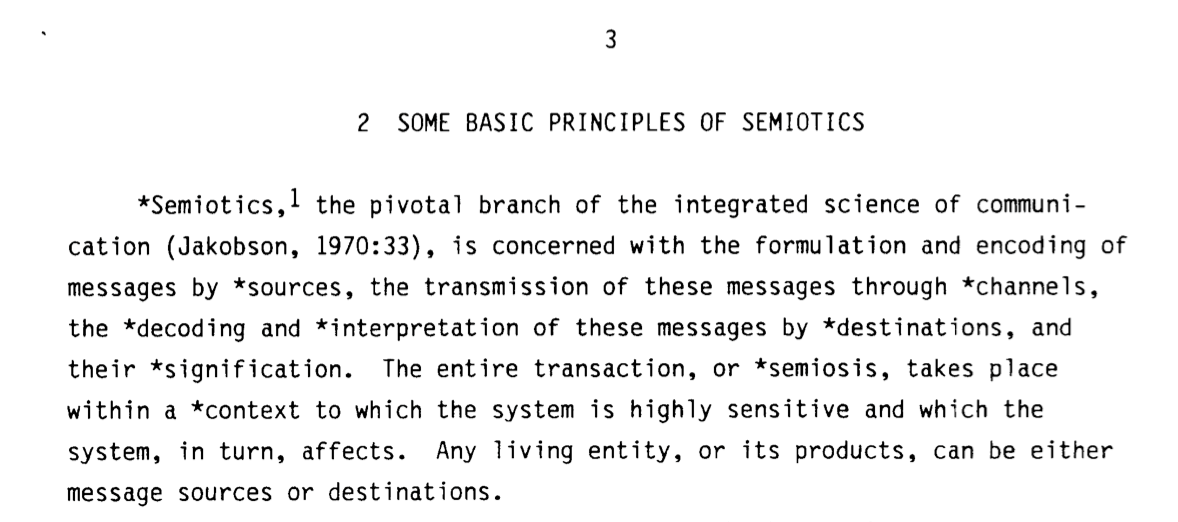 3
2 SOME BASIC PRINCIPLES OF SEMIOTICS
*Semiotics,1 the pivotal branch of the integrated science of communi-
cation (Jakobson, 1970:33), is concerned with the formulation and encoding of
messages by *sources, the transmission of these messages through *channels,
the *decoding and *interpretation of these messages by *destinations, and
their *signification. The entire transaction, or *semiosis, takes place
within a *context to which the system is highly sensitive and which the
system, in turn, affects. Any living entity, or its products, can be either
message sources or destinations.